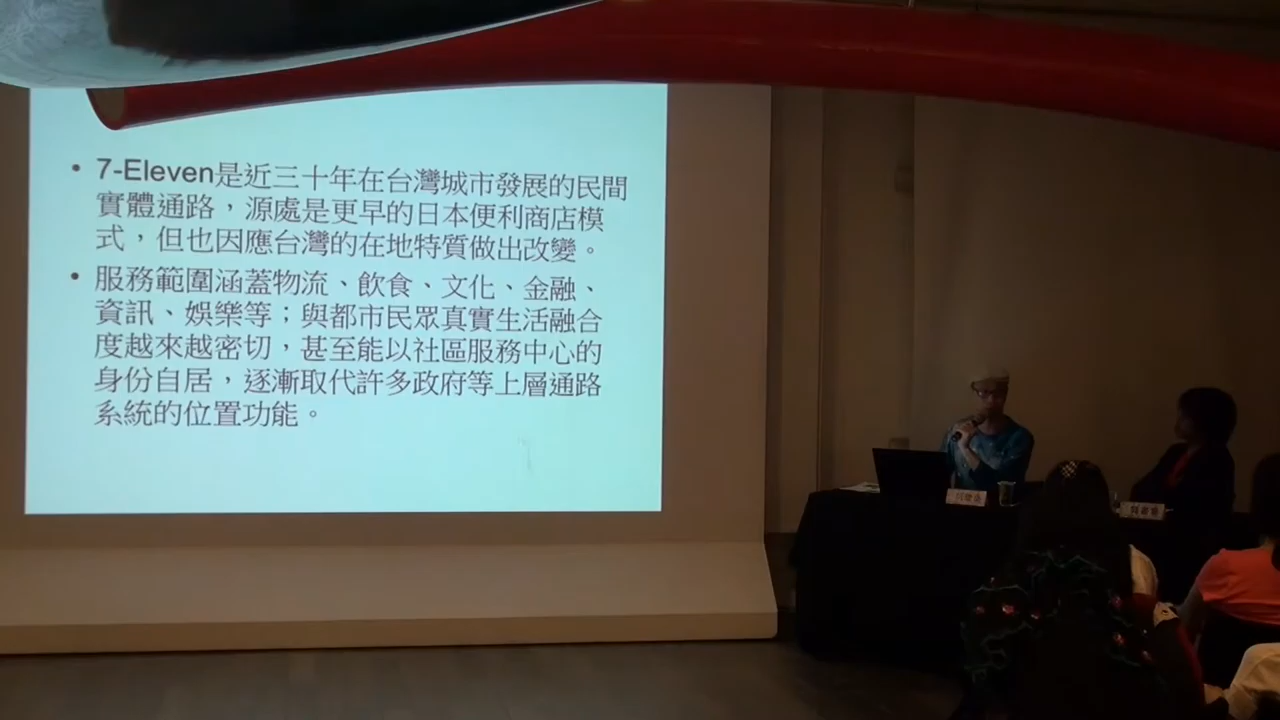 • 7-Eleven是近三十年在台灣城市發展的民間
實體通路，源處是更早的日本便利商店模
式，但也因應台灣的在地特質做出改變。
• 服務範圍涵蓋物流、飲食、文化、金融、
資訊、娛樂等；與都市民眾真實生活融合
度越來越密切，甚至能以社區服務中心的
身份自居，逐漸取代許多政府等上層通路
系統的位置功能。